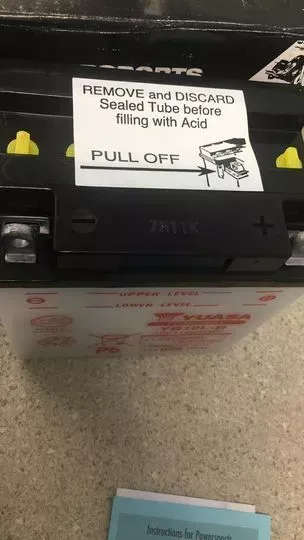 REMOVE and DISCARD
Sealed Tube before
filling with Acid
PULL OFF
UPPER LEVEL
LOWER LEVEL
YUASA
Pb
Instructions for Powersports